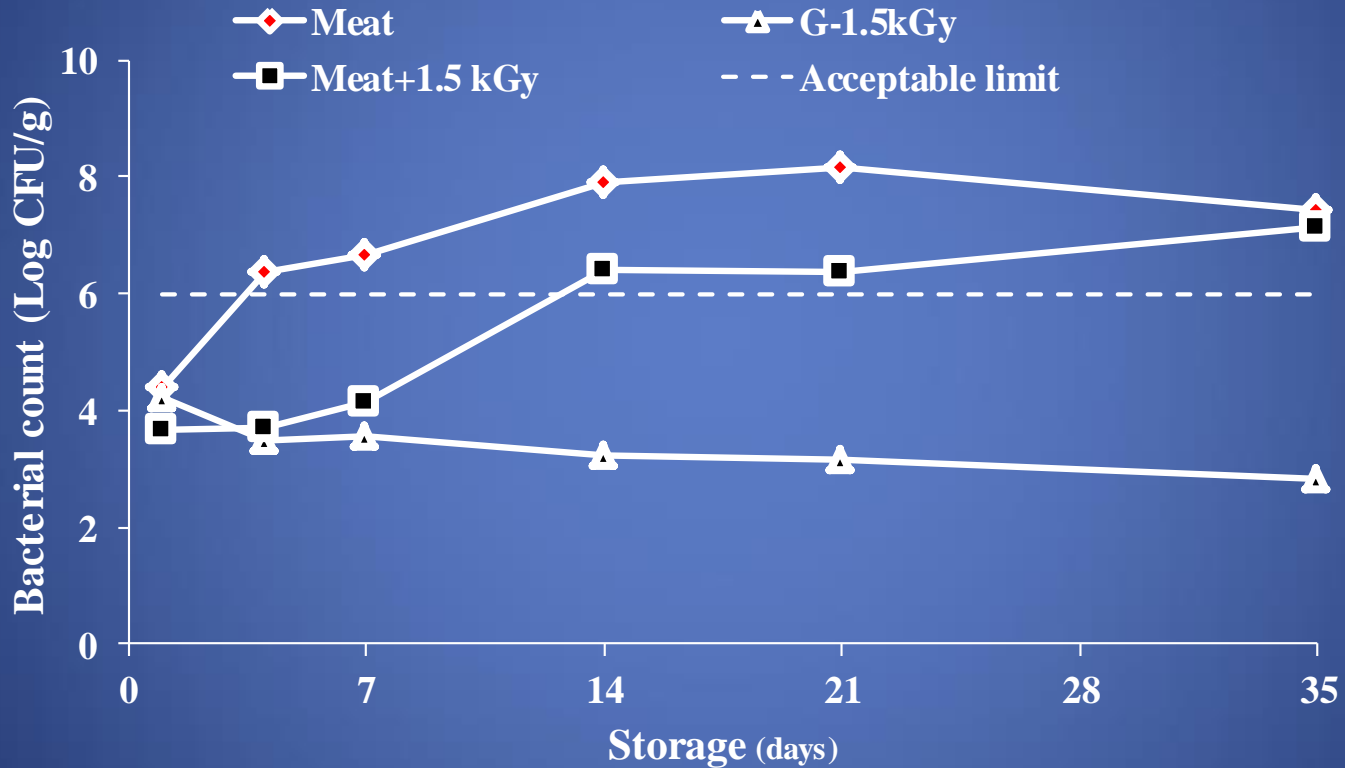 Meat
G-1.5kGy
Meat+1.5 kGy
Acceptable limit
Bacterial count (Log CFU/g)
10
8
6
4
2
0
0 7 14 21 28 35
Storage (days)